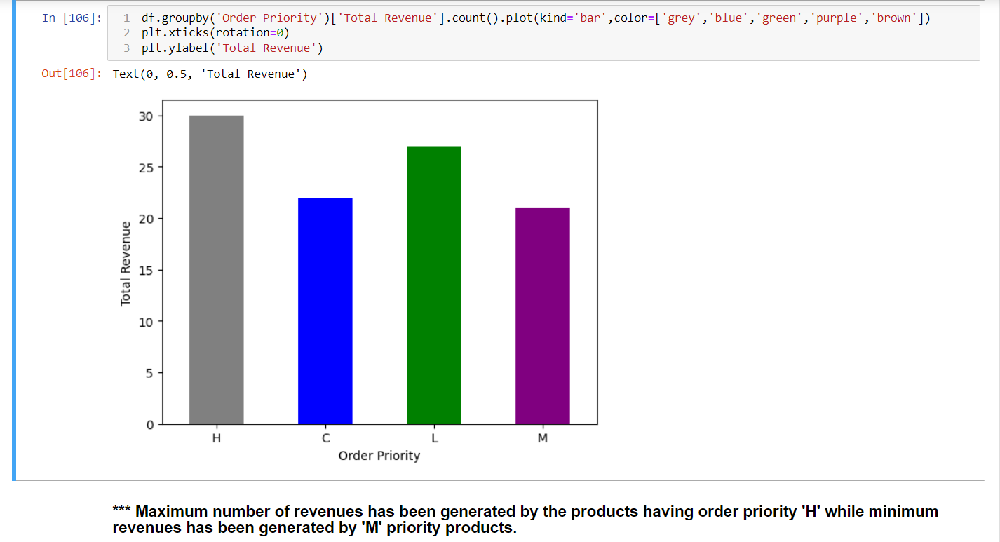 In [106]:
1 df.groupby('Order Priority')['Total Revenue'].count().plot(kind='bar',color=['grey','blue','green','purple','brown'])
2 plt.xticks(rotation=0)
3 plt.ylabel('Total Revenue')
Out[106]: Text(0, 0.5, 'Total Revenue')
30
25
20
15
10
5
0
Total Revenue
H C L M
Order Priority
*** Maximum number of revenues has been generated by the products having order priority 'H' while minimum
revenues has been generated by 'M' priority products.